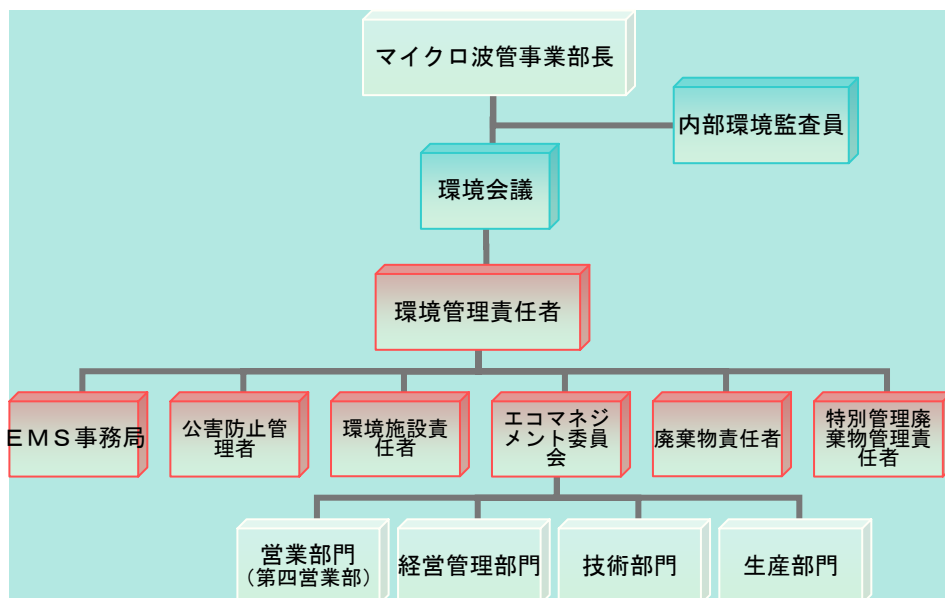 マイクロ波管事業部長
内部環境監査員
環境会議
環境管理責任者
ＥＭＳ事務局
公害防止管
理者
環境施設責
任者
エコマネジ
メント委員
会
廃棄物責任者
特別管理廃
棄物管理責
任者
営業部門
（第四営業部）
経営管理部門
技術部門
生産部門